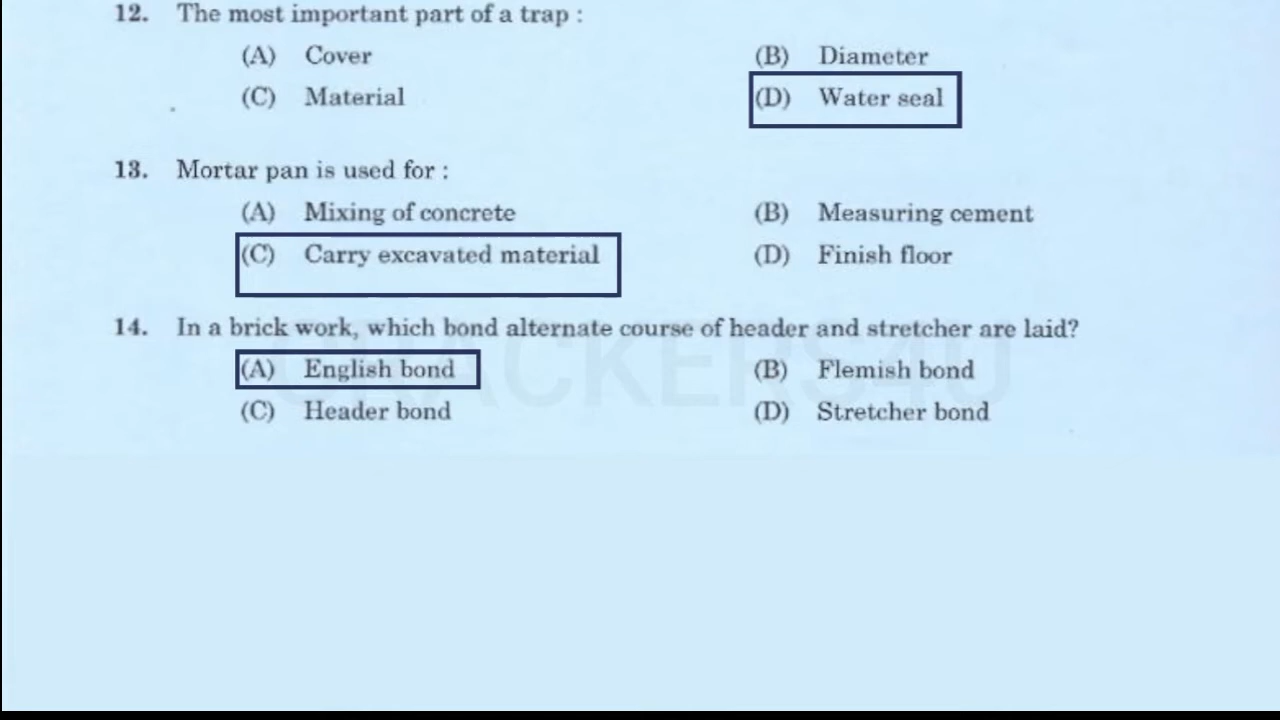 12. The most important part of a trap :
(A) Cover (B) Diameter
(C) Material (D) Water seal
13. Mortar pan is used for :
(A) Mixing of concrete (B) Measuring cement
(C) Carry excavated material (D) Finish floor
14. In a brick work, which bond alternate course of header and stretcher are laid?
CRACKERS4U
(A) English bond (B) Flemish bond
(C) Header bond (D) Stretcher bond